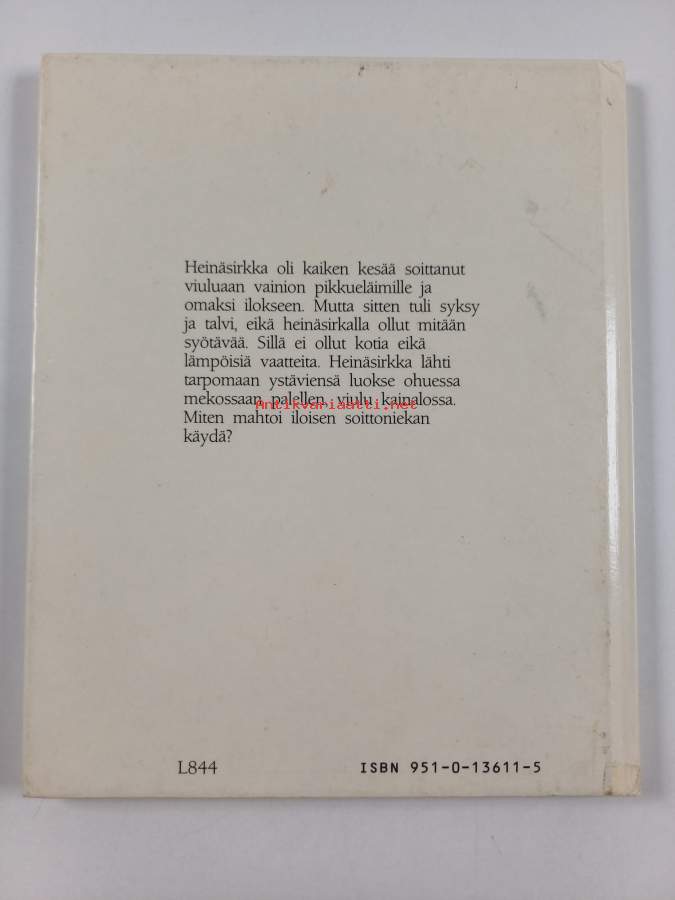 Heinäsirkka oli kaiken kesää soittanut
viuluaan vainion pikkueläimille ja
omaksi ilokseen. Mutta sitten tuli syksy
ja talvi, eikä heinäsirkalla ollut mitään
syötävää. Sillä ei ollut kotia eikä
lämpöisiä vaatteita. Heinäsirkka lähti
tarpomaan ystäviensä luokse ohuessa
mekossaan palellen, viulu kainalossa.
Antikvariaatti.net
Miten mahtoi iloisen soittoniekan
käydä?
L844
ISBN 951-0-13611-5